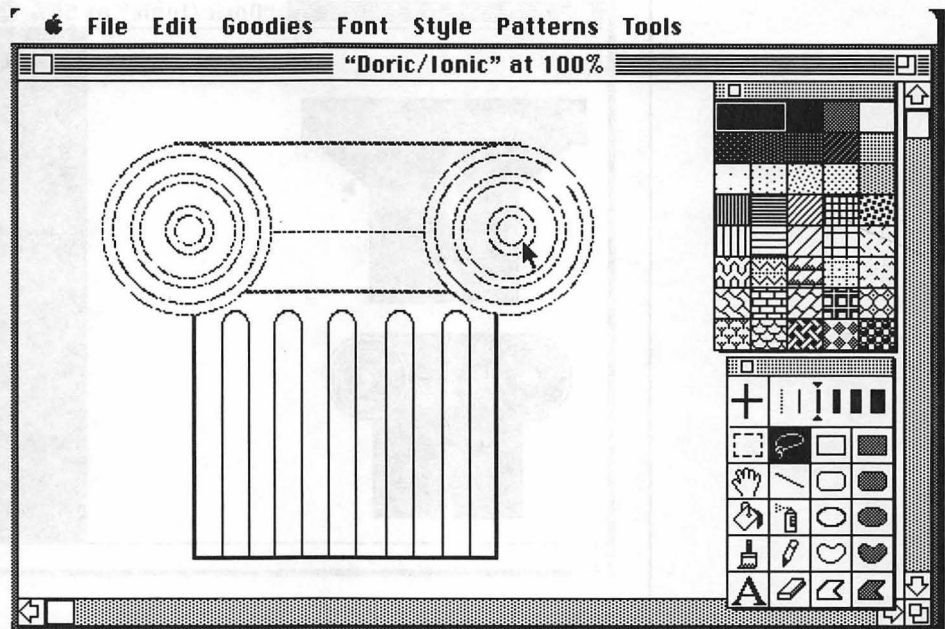 File Edit Goodies Font Style Patterns Tools
“Doric/Ionic” at 100%
A